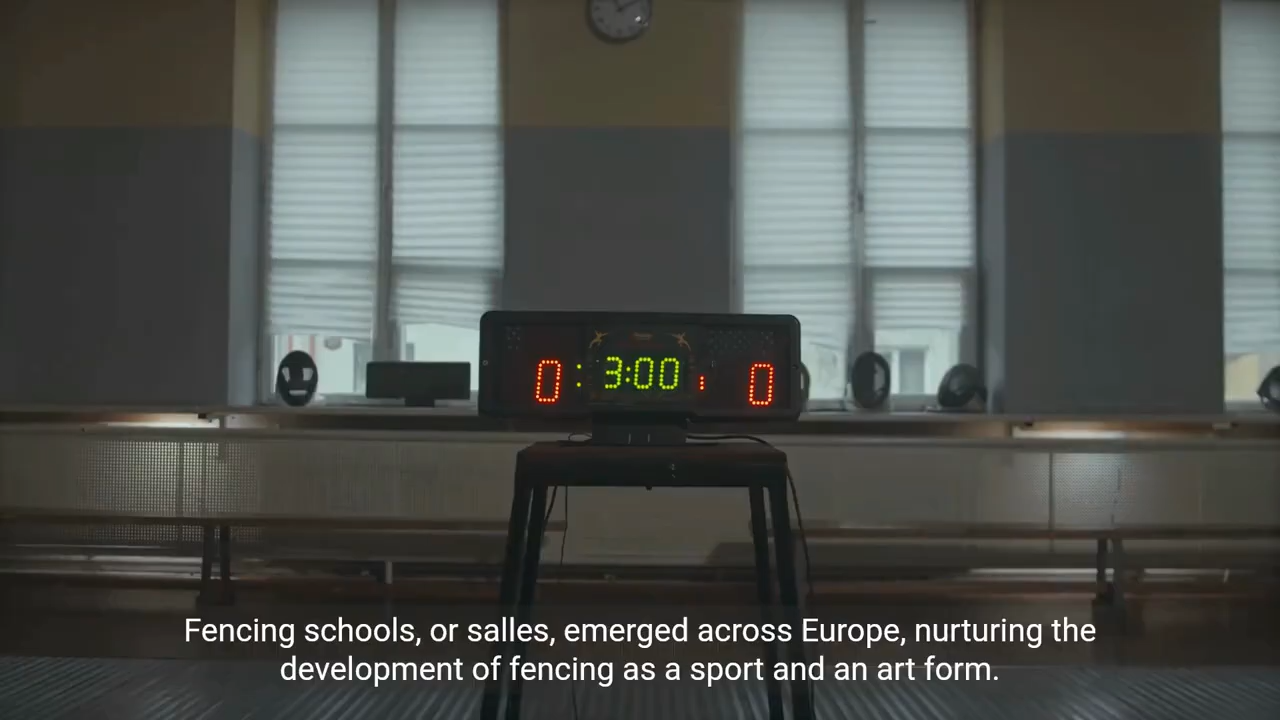 0 : 3:00 0
Fencing schools, or salles, emerged across Europe, nurturing the
development of fencing as a sport and an art form.